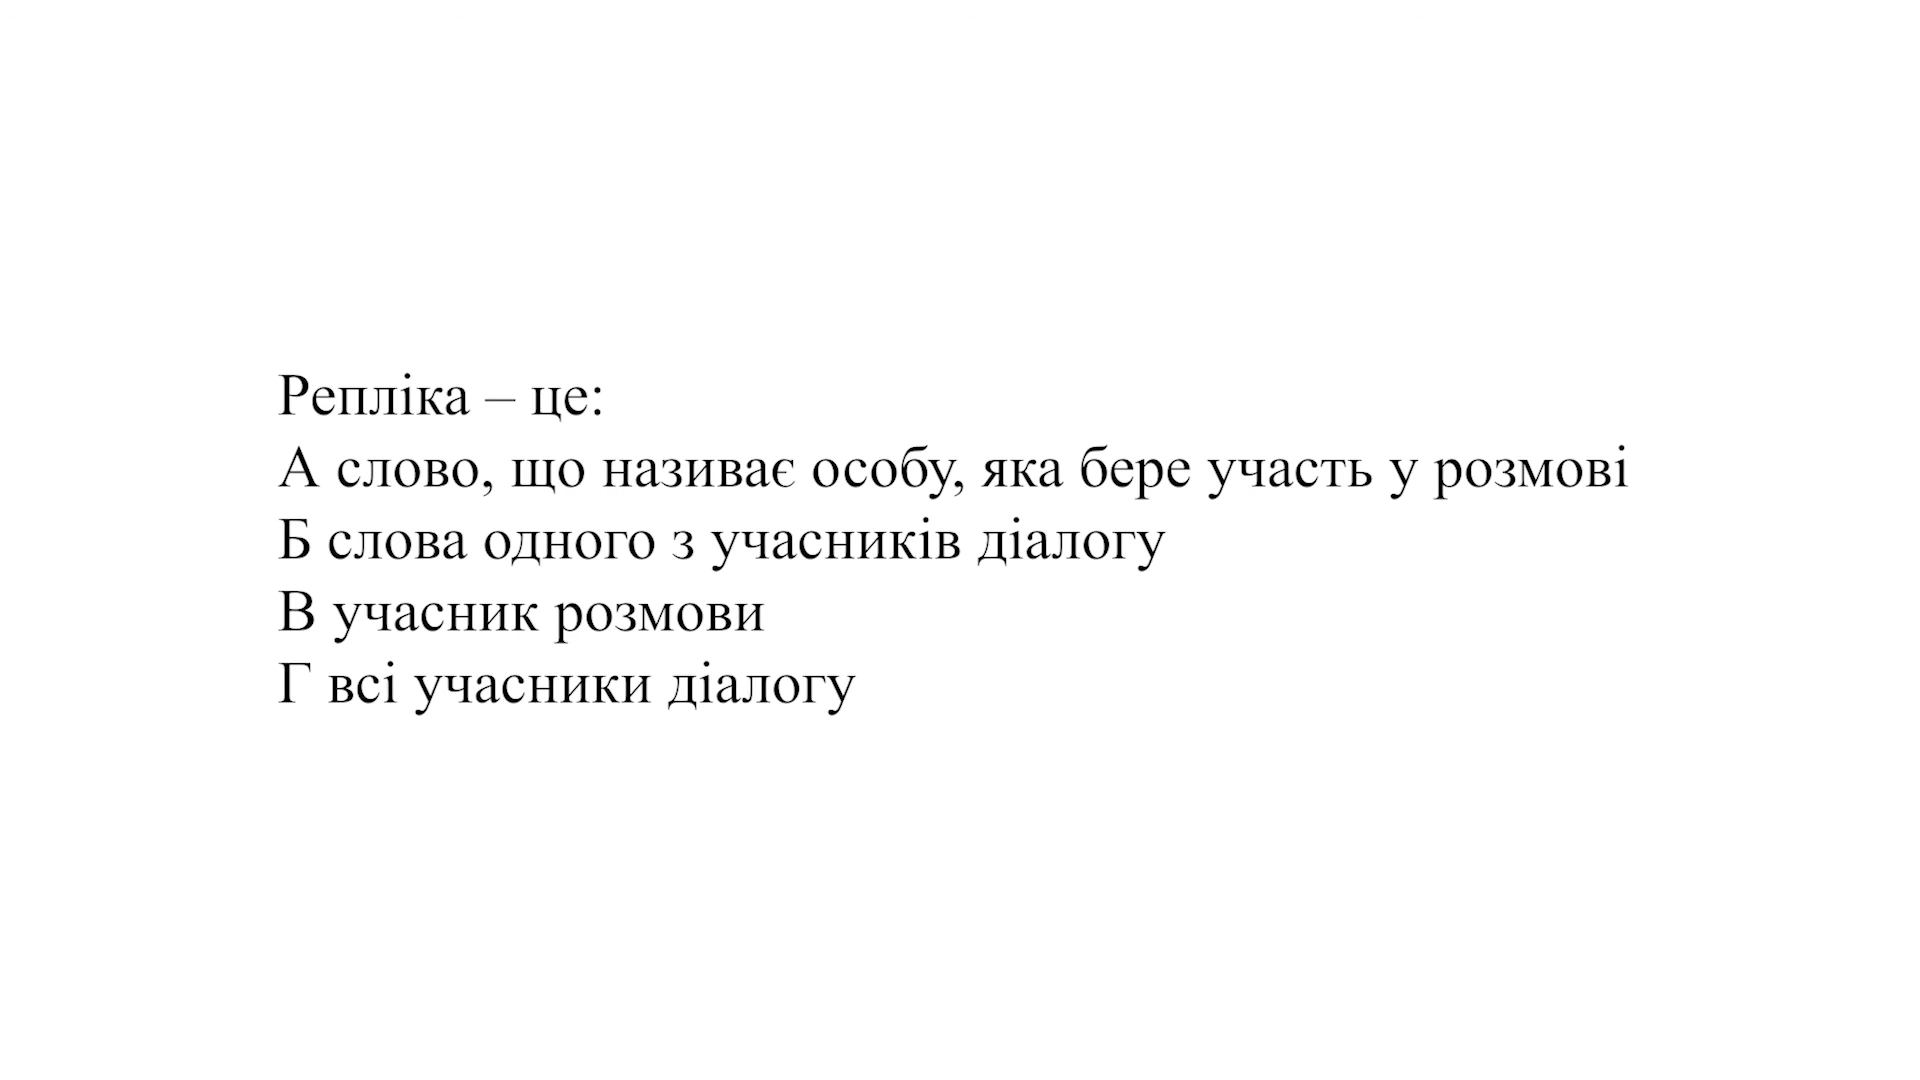 Репліка – це:
А слово, що називає особу, яка бере участь у розмові
Б слова одного з учасників діалогу
В учасник розмови
Г всі учасники діалогу